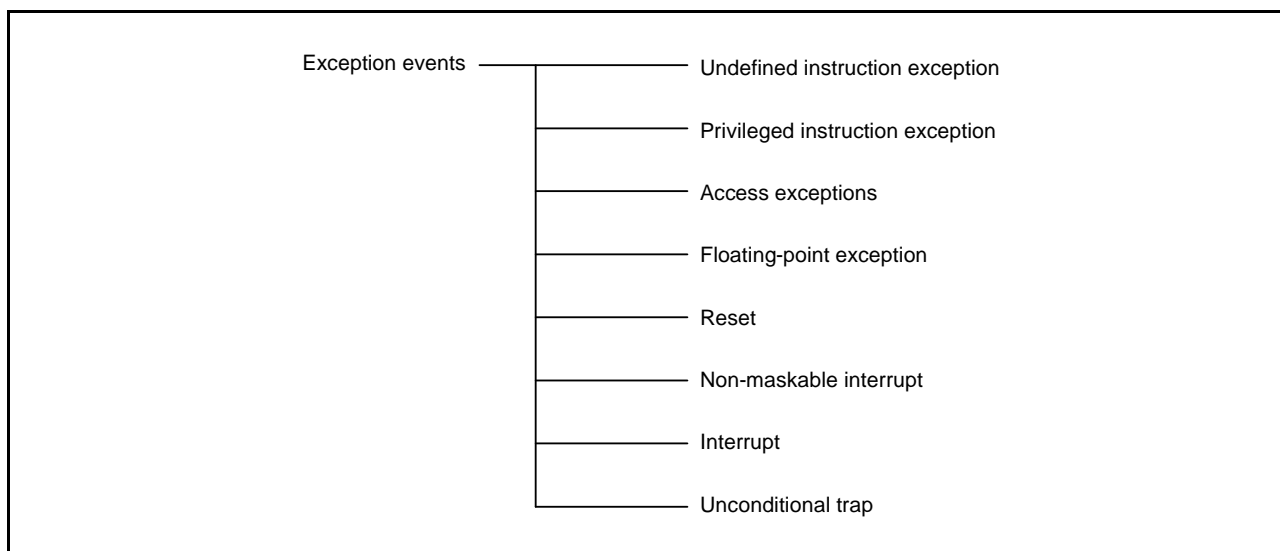 Exception events
Undefined instruction exception
Privileged instruction exception
Access exceptions
Floating-point exception
Reset
Non-maskable interrupt
Interrupt
Unconditional trap